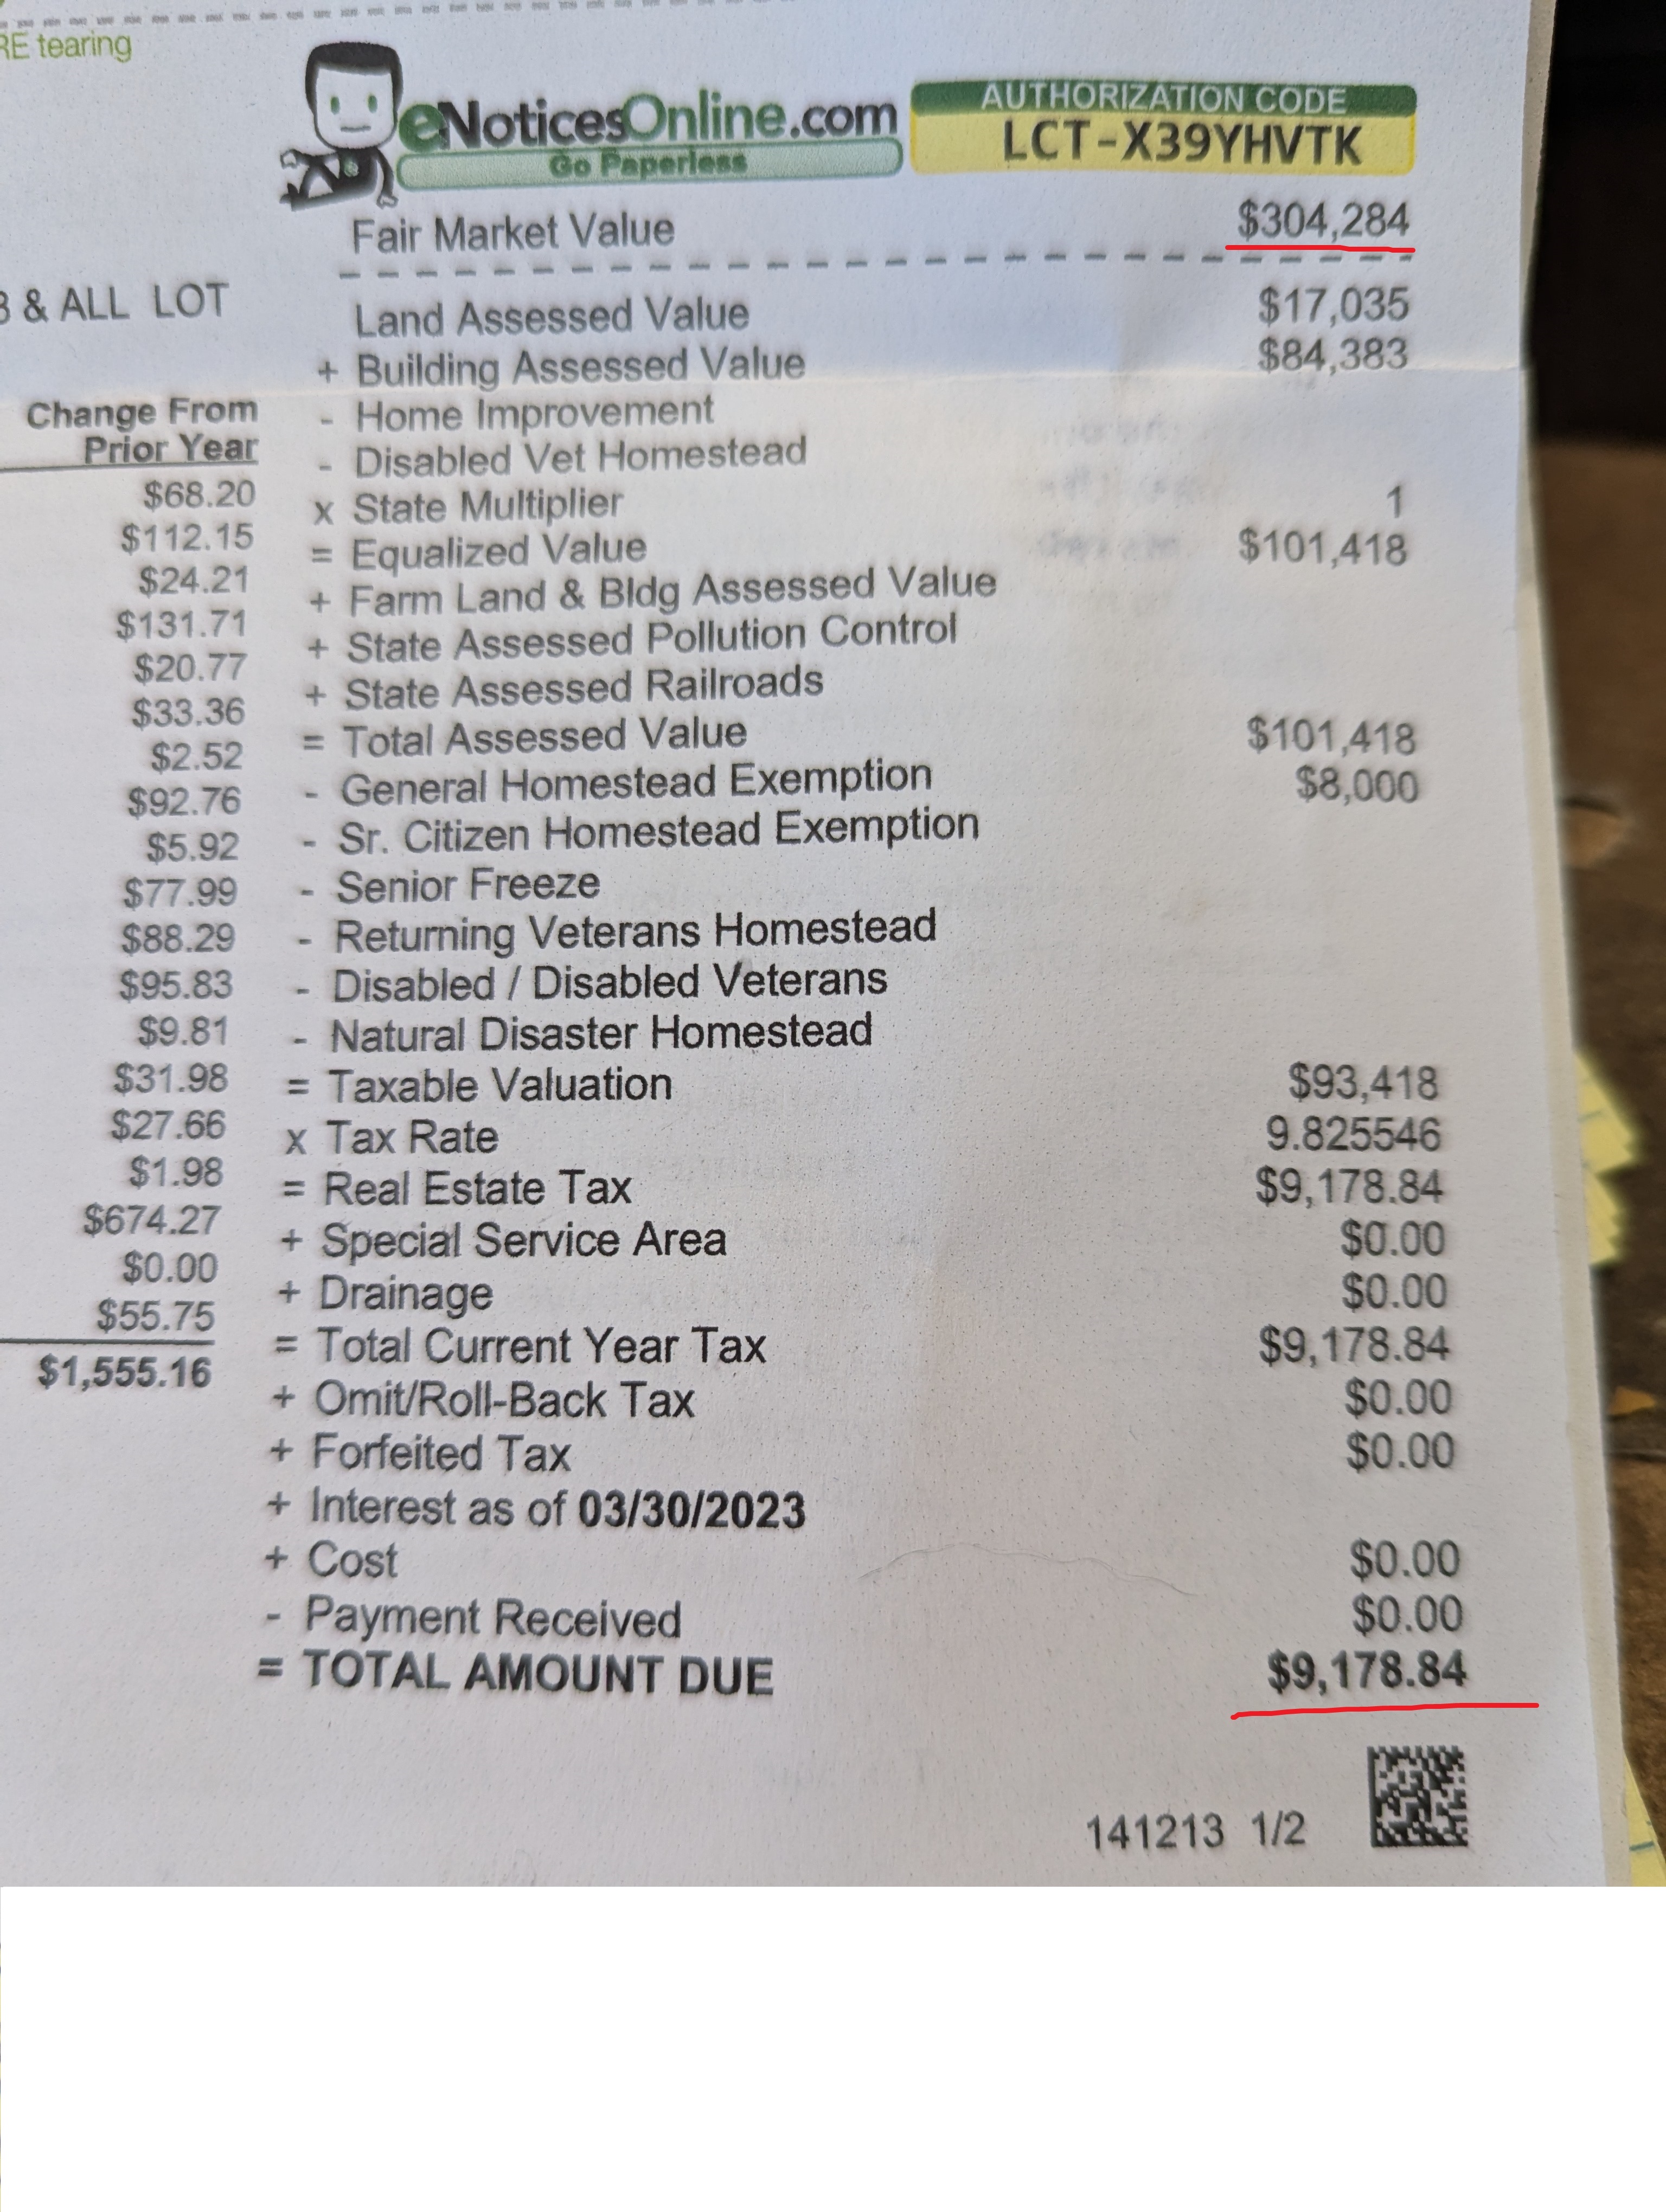 RE tearing
eNoticesOnline.com
Go Paperless
AUTHORIZATION CODE
LCT-X39YHVTK
Fair Market Value $304,284
& ALL LOT
Land Assessed Value $17,035
+ Building Assessed Value $84,383
Change From
Prior Year
$68.20
$112.15
$24.21
$131.71
$20.77
$33.36
$2.52
$92.76
$5.92
$77.99
$88.29
$95.83
$9.81
$31.98
$27.66
$1.98
$674.27
$0.00
$55.75
$1,555.16
- Home Improvement
- Disabled Vet Homestead
x State Multiplier 1
= Equalized Value $101,418
+ Farm Land & Bldg Assessed Value
+ State Assessed Pollution Control
+ State Assessed Railroads
= Total Assessed Value $101,418
- General Homestead Exemption $8,000
- Sr. Citizen Homestead Exemption
- Senior Freeze
- Returning Veterans Homestead
- Disabled / Disabled Veterans
- Natural Disaster Homestead
= Taxable Valuation $93,418
x Tax Rate 9.825546
= Real Estate Tax $9,178.84
+ Special Service Area $0.00
+ Drainage $0.00
= Total Current Year Tax $9,178.84
+ Omit/Roll-Back Tax $0.00
+ Forfeited Tax $0.00
+ Interest as of 03/30/2023
+ Cost $0.00
- Payment Received $0.00
= TOTAL AMOUNT DUE $9,178.84
141213 1/2